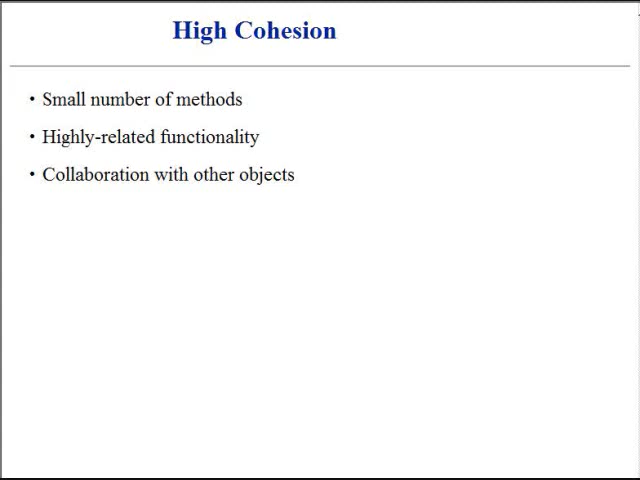 High Cohesion
• Small number of methods
• Highly-related functionality
• Collaboration with other objects